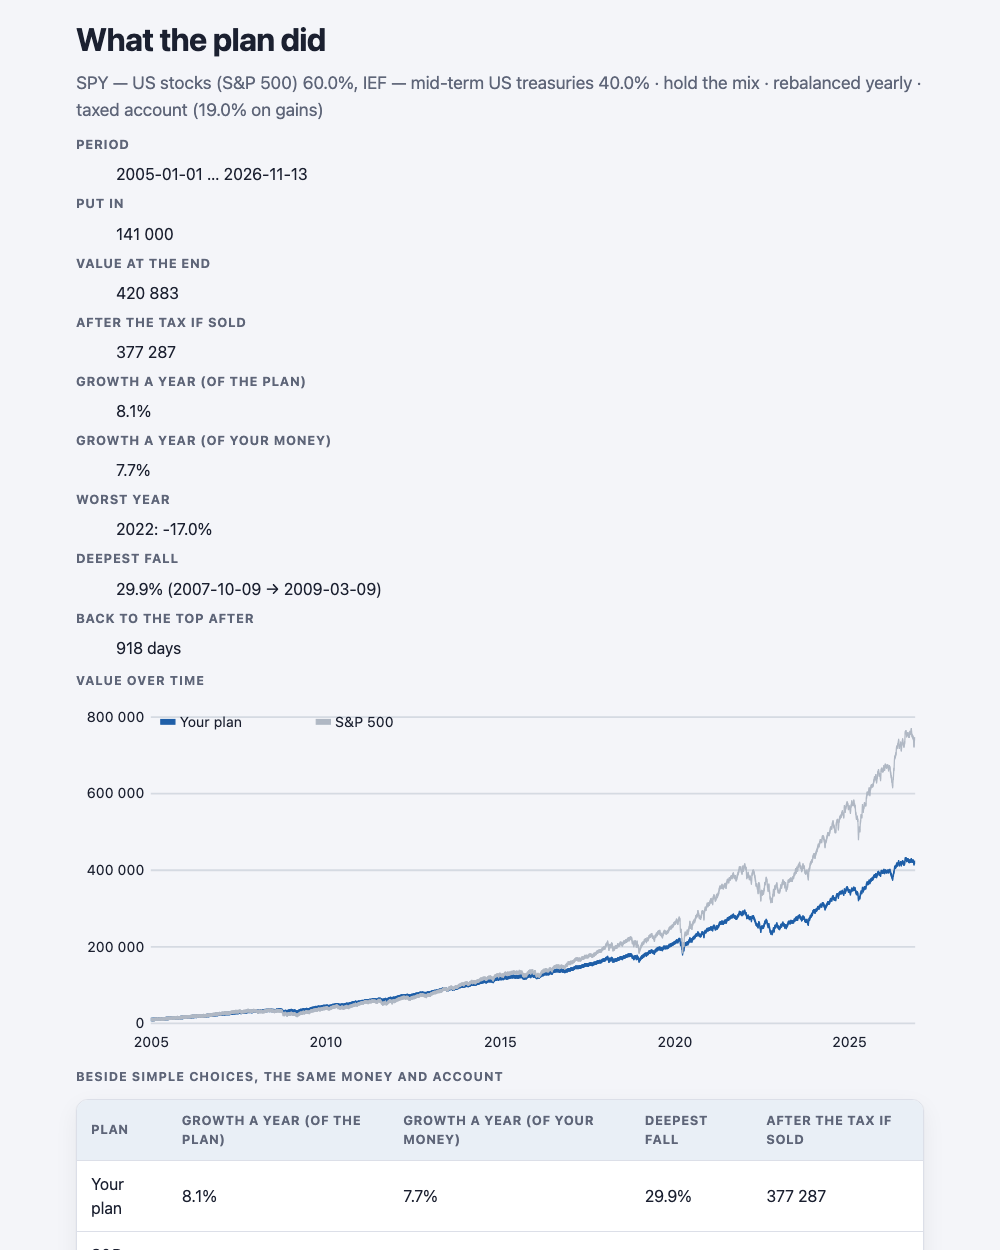 What the plan did
SPY — US stocks (S&P 500) 60.0%, IEF — mid-term US treasuries 40.0% · hold the mix · rebalanced yearly ·
taxed account (19.0% on gains)
PERIOD
2005-01-01 ... 2026-11-13
PUT IN
141 000
VALUE AT THE END
420 883
AFTER THE TAX IF SOLD
377 287
GROWTH A YEAR (OF THE PLAN)
8.1%
GROWTH A YEAR (OF YOUR MONEY)
7.7%
WORST YEAR
2022: -17.0%
DEEPEST FALL
29.9% (2007-10-09 → 2009-03-09)
BACK TO THE TOP AFTER
918 days
VALUE OVER TIME
800 000
Your plan
S&P 500
600 000
400 000
200 000
0
2005 2010 2015 2020 2025
BESIDE SIMPLE CHOICES, THE SAME MONEY AND ACCOUNT
PLAN
GROWTH A YEAR (OF THE
PLAN)
GROWTH A YEAR (OF YOUR
MONEY)
DEEPEST
FALL
AFTER THE TAX IF
SOLD
Your
plan
8.1%
7.7%
29.9%
377 287